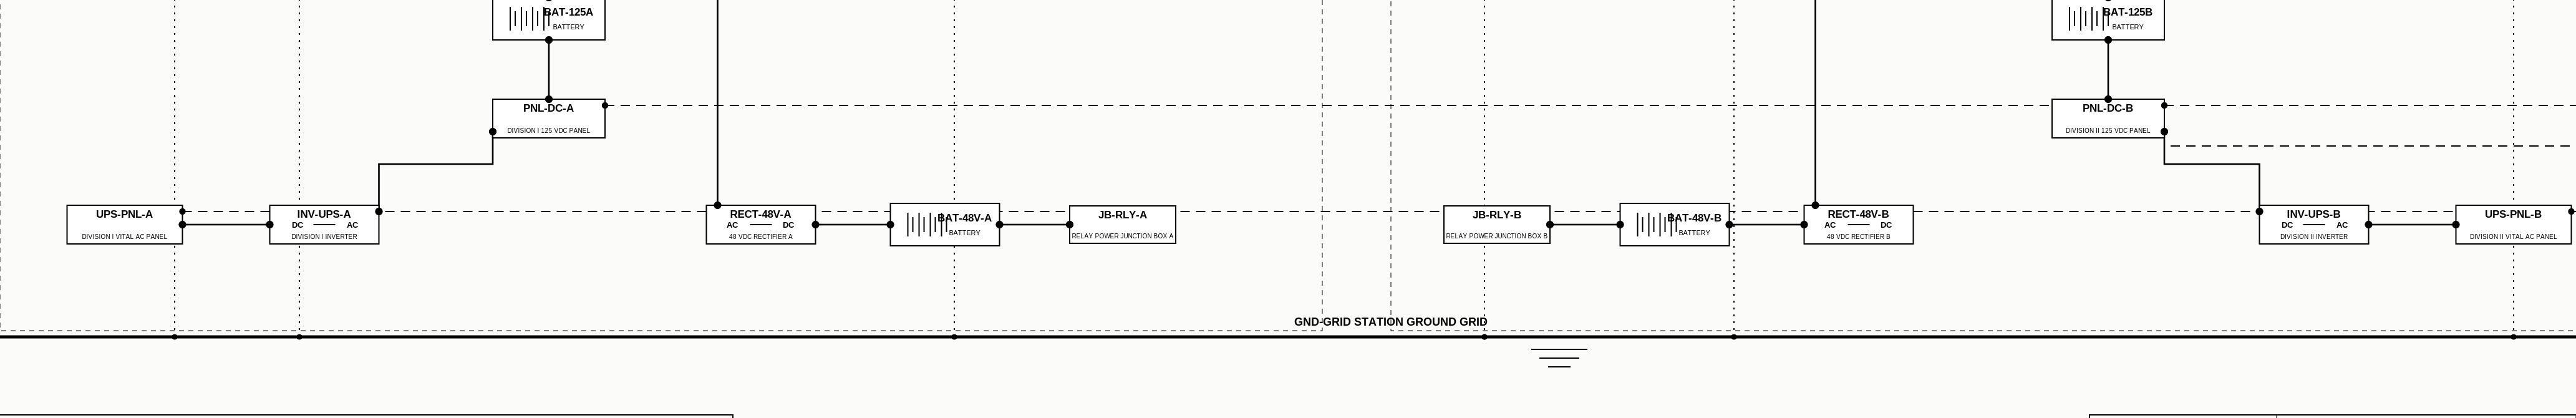 BAT-125A
BATTERY
BAT-125B
BATTERY
PNL-DC-A
DIVISION I 125 VDC PANEL
PNL-DC-B
DIVISION II 125 VDC PANEL
UPS-PNL-A
DIVISION I VITAL AC PANEL
INV-UPS-A
DC AC
DIVISION I INVERTER
RECT-48V-A
AC DC
48 VDC RECTIFIER A
BAT-48V-A
BATTERY
JB-RLY-A
RELAY POWER JUNCTION BOX A
JB-RLY-B
RELAY POWER JUNCTION BOX B
BAT-48V-B
BATTERY
RECT-48V-B
AC DC
48 VDC RECTIFIER B
INV-UPS-B
DC AC
DIVISION II INVERTER
UPS-PNL-B
DIVISION II VITAL AC PANEL
GND-GRID STATION GROUND GRID